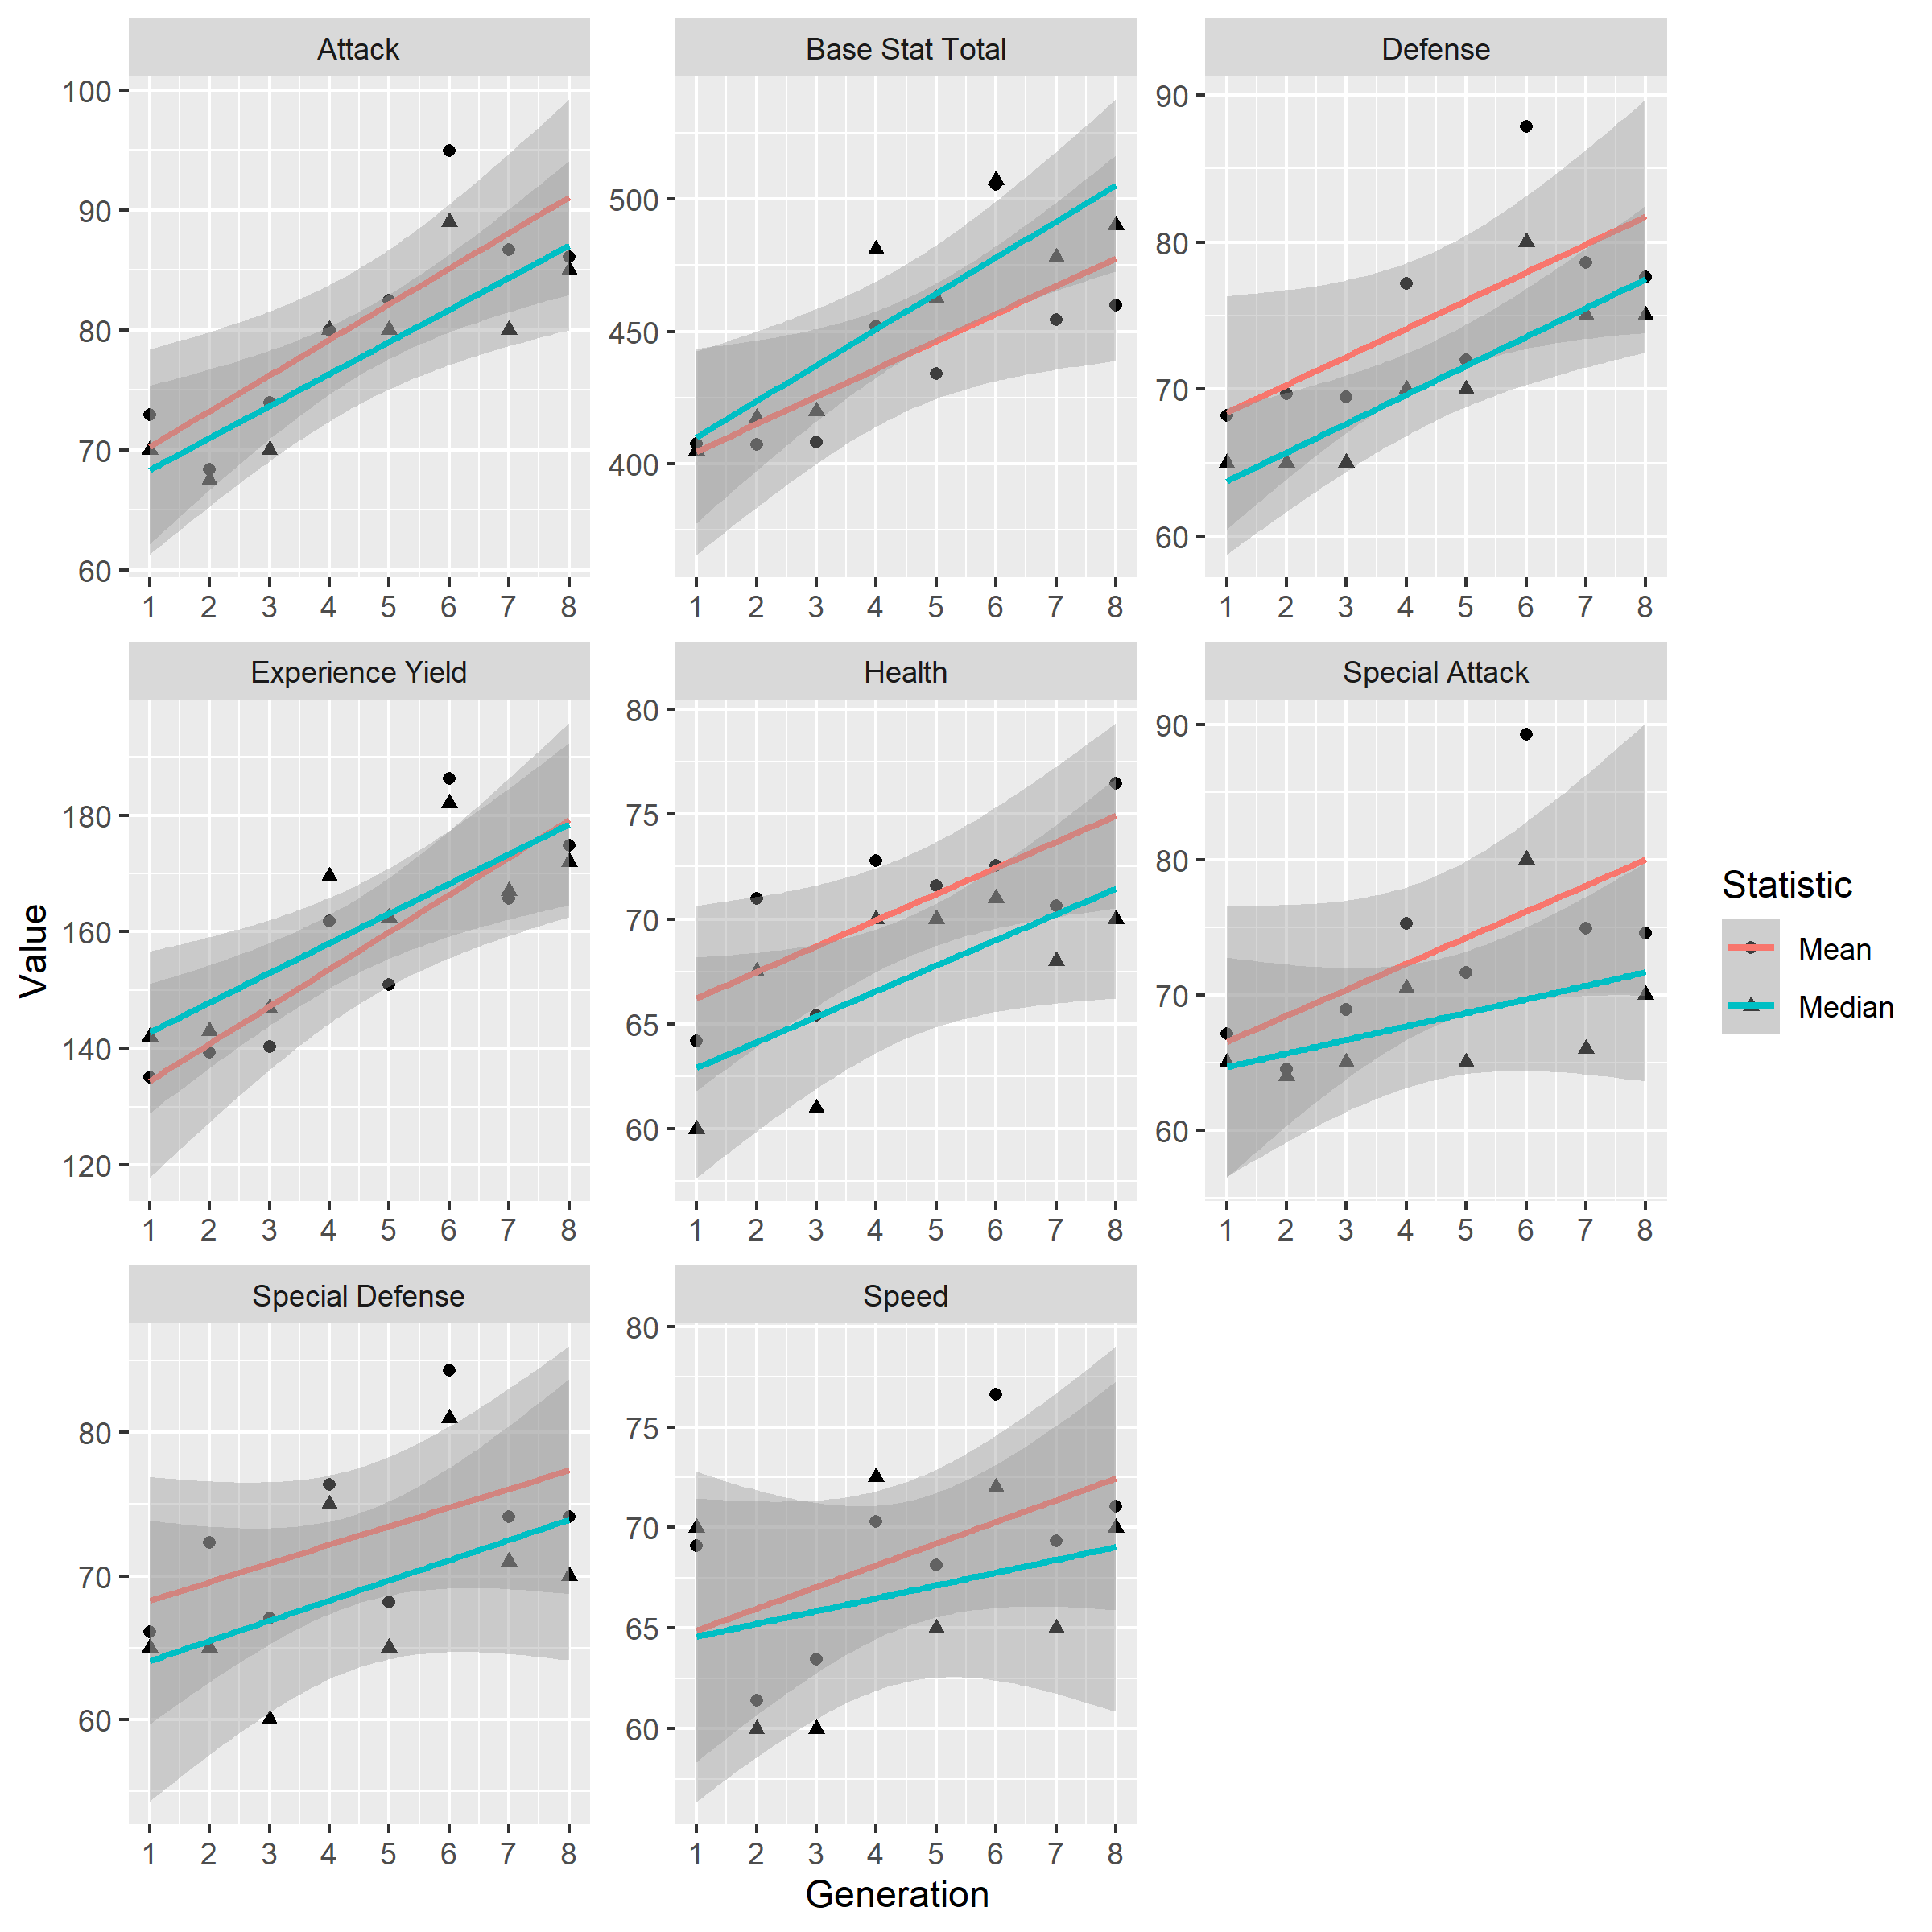 Attack
Base Stat Total
Defense
100
90
80
70
60
500
450
400
90
80
70
60
1 2 3 4 5 6 7 8
1 2 3 4 5 6 7 8
1 2 3 4 5 6 7 8
Experience Yield
Health
Special Attack
180
160
140
120
80
75
70
65
60
90
80
70
60
1 2 3 4 5 6 7 8
1 2 3 4 5 6 7 8
1 2 3 4 5 6 7 8
Special Defense
Speed
80
70
60
80
75
70
65
60
1 2 3 4 5 6 7 8
1 2 3 4 5 6 7 8
Value
Generation
Statistic
Mean
Median